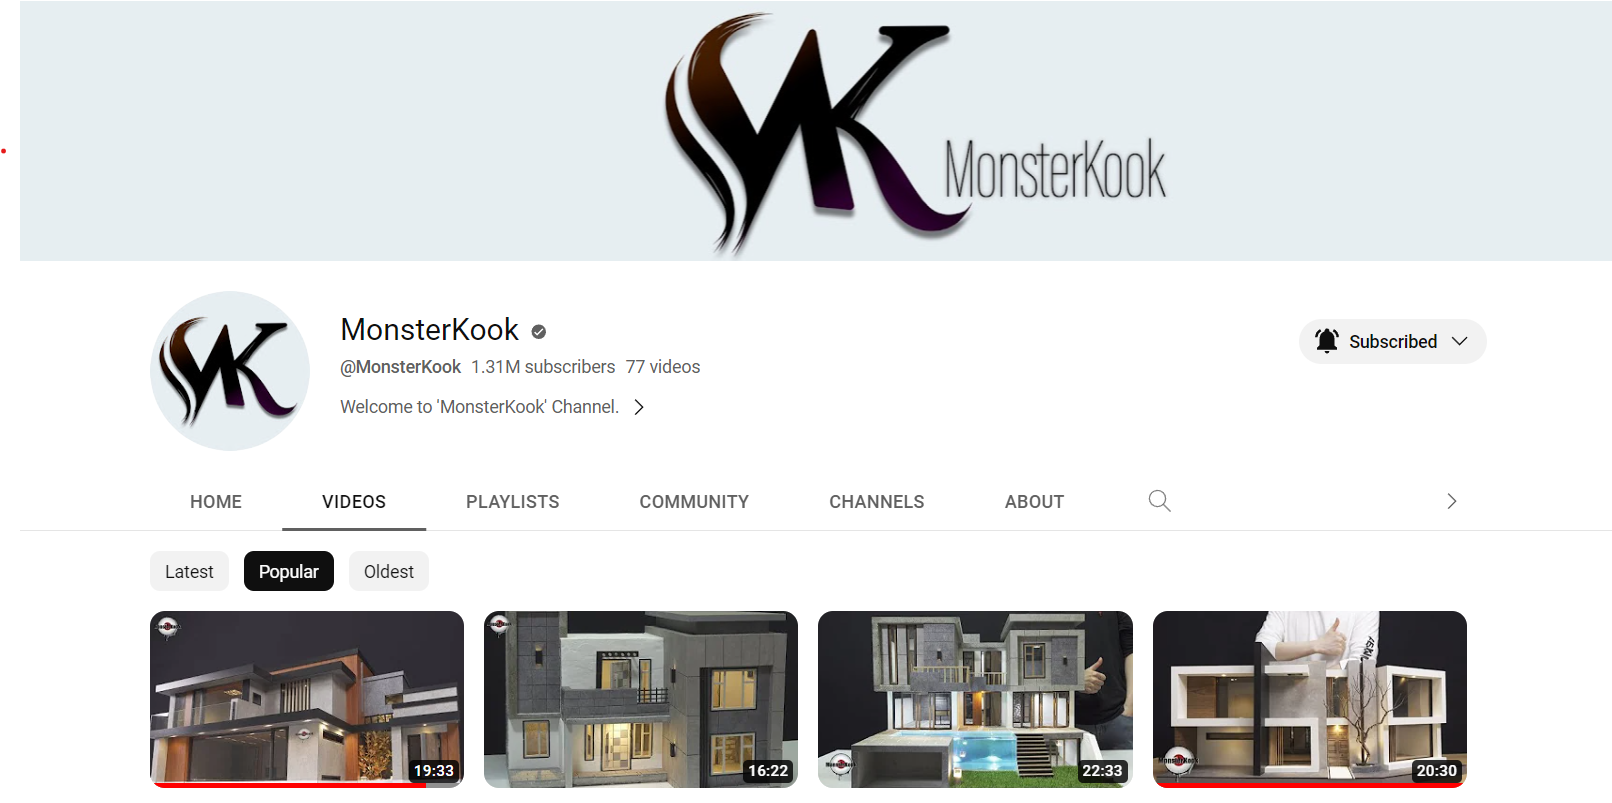 MonsterKook
MonsterKook
@MonsterKook 1.31M subscribers 77 videos
Welcome to 'MonsterKook' Channel.
Subscribed
HOME VIDEOS PLAYLISTS COMMUNITY CHANNELS ABOUT
Latest Popular Oldest
19:33 16:22 22:33 20:30